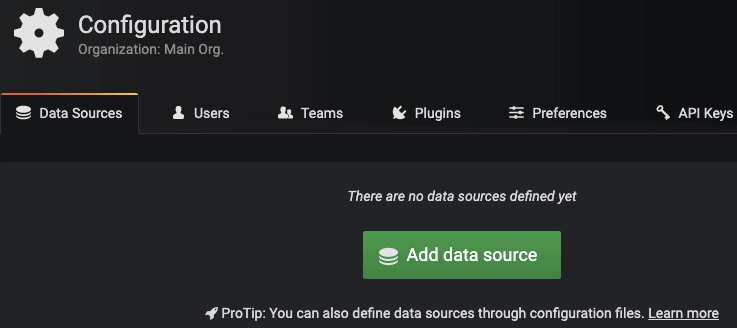 Configuration
Organization: Main Org.
Data Sources Users Teams Plugins Preferences API Keys
There are no data sources defined yet
Add data source
ProTip: You can also define data sources through configuration files. Learn more